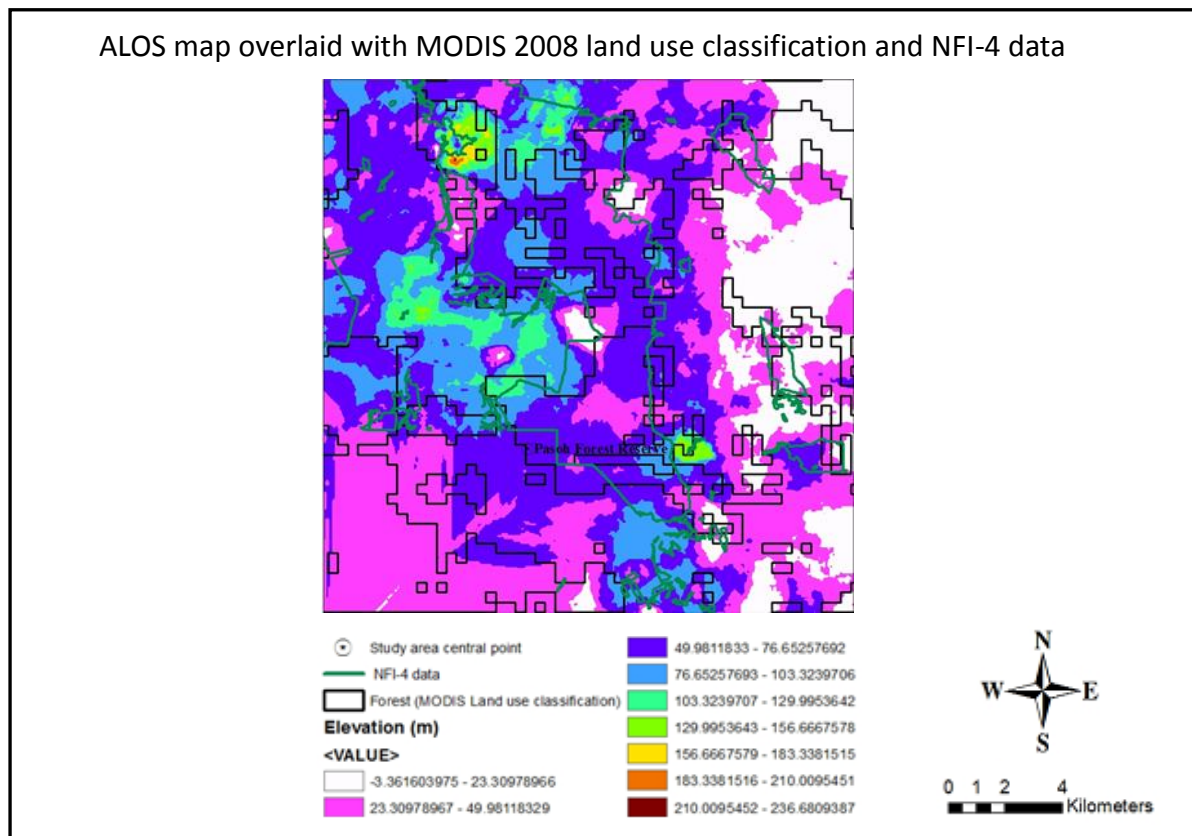 ALOS map overlaid with MODIS 2008 land use classification and NFI-4 data
Pasoh Forest Reserve
Study area central point
NFI-4 data
Forest (MODIS Land use classification)
Elevation (m)
<VALUE>
-3.361603975 - 23.30978966
23.30978967 - 49.98118329
49.9811833 - 76.65257692
76.65257693 - 103.3239706
103.3239707 - 129.9953642
129.9953643 - 156.6667578
156.6667579 - 183.3381515
183.3381516 - 210.0095451
210.0095452 - 236.6809387
N
W E
S
0 1 2 4
Kilometers